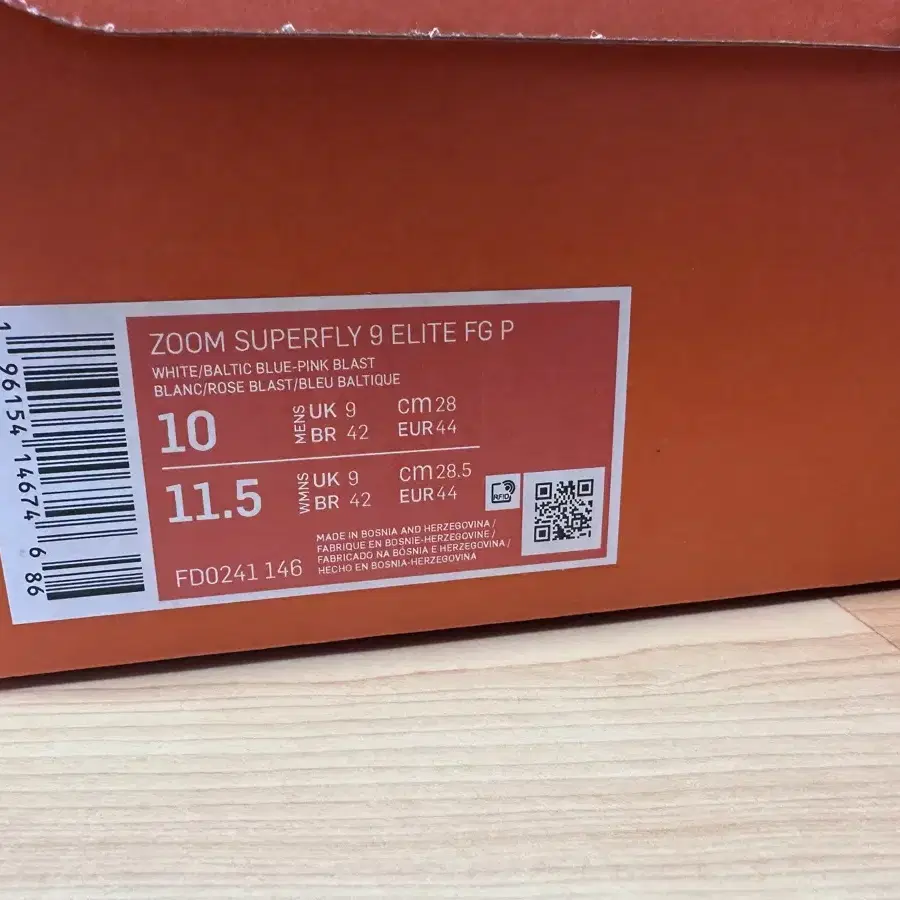 ZOOM SUPERFLY 9 ELITE FG P
WHITE/BALTIC BLUE-PINK BLAST
BLANC/ROSE BLAST/BLEU BALTIQUE
10 MENS UK 9 cm 28
BR 42 EUR 44
11.5 WMNS UK 9 cm 28.5
BR 42 EUR 44
RFID
MADE IN BOSNIA AND HERZEGOVINA /
FABRIQUE EN BOSNIE-HERZEGOVINE /
FABRICADO NA BÓSNIA E HERZEGOVINA /
HECHO EN BOSNIA-HERZEGOVINA
FD0241 146
1 96154 14674 6 86